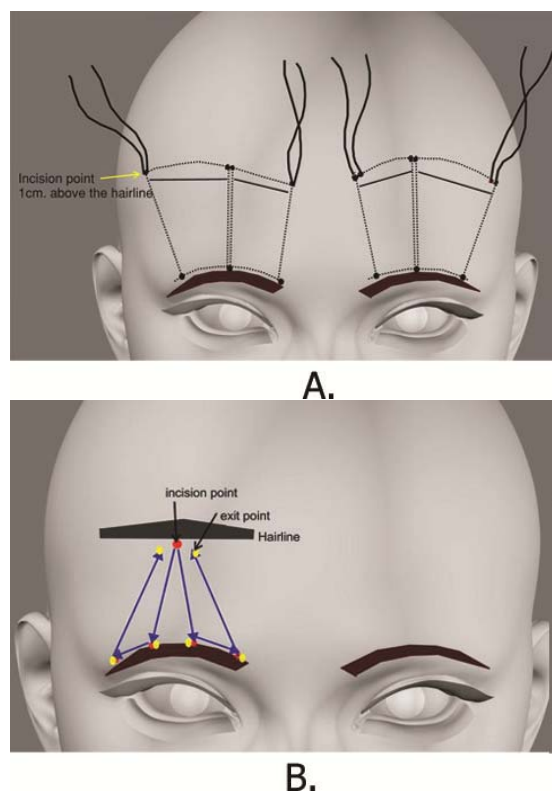 Incision point
1cm. above the hairline
A.
incision point
exit point
Hairline
B.